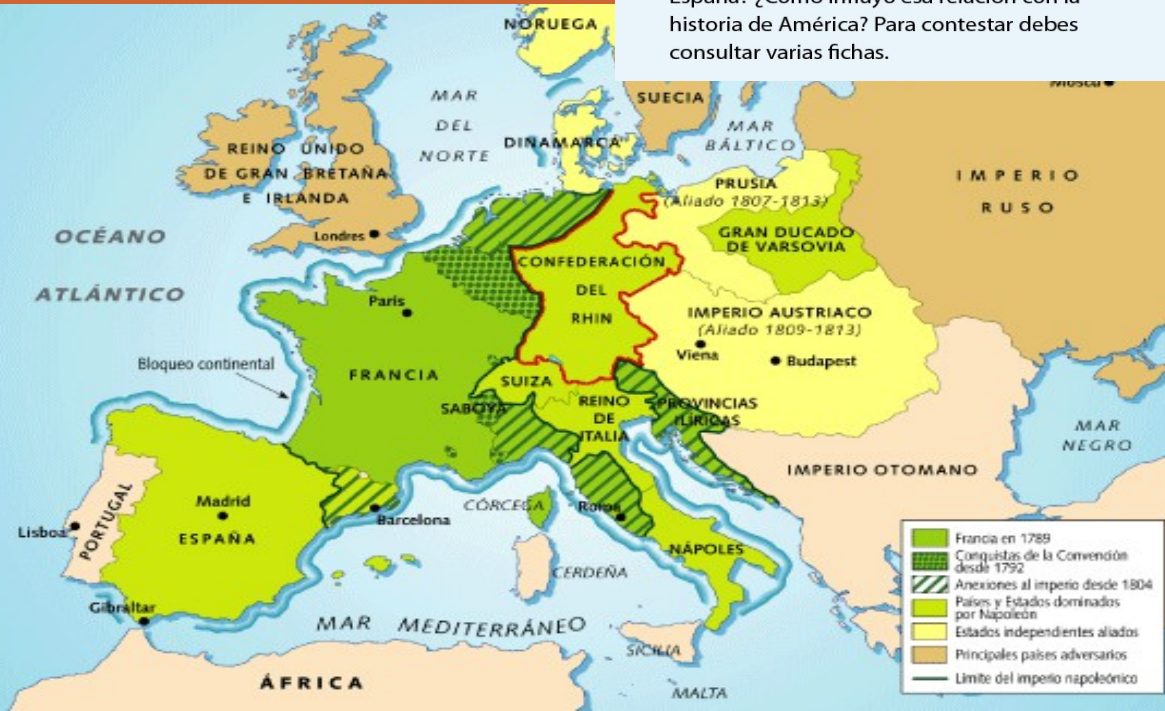 historia de América? Para contestar debes
consultar varias fichas.
NORUEGA
MAR
DEL
NORTE
SUECIA
MAR
BÁLTICO
Moscú
DINAMARCA
REINO UNIDO
DE GRAN BRETAÑA
E IRLANDA
Londres
PRUSIA
(Aliado 1807-1813)
IMPERIO
RUSO
GRAN DUCADO
DE VARSOVIA
OCÉANO
ATLÁNTICO
CONFEDERACIÓN
DEL
RHIN
París
IMPERIO AUSTRIACO
(Aliado 1809-1813)
Viena
Budapest
Bloqueo continental
FRANCIA
SUIZA
SABOYA
REINO
DE
ITALIA
PROVINCIAS
ILÍRICAS
MAR
NEGRO
IMPERIO OTOMANO
PORTUGAL
Lisboa
Madrid
ESPAÑA
Barcelona
CÓRCEGA
Roma
NÁPOLES
CERDEÑA
Gibraltar
MAR MEDITERRÁNEO
SICILIA
MALTA
ÁFRICA
Francia en 1789
Conquistas de la Convención
desde 1792
Anexiones al imperio desde 1804
Países y Estados dominados
por Napoleón
Estados independientes aliados
Principales países adversarios
Límite del imperio napoleónico